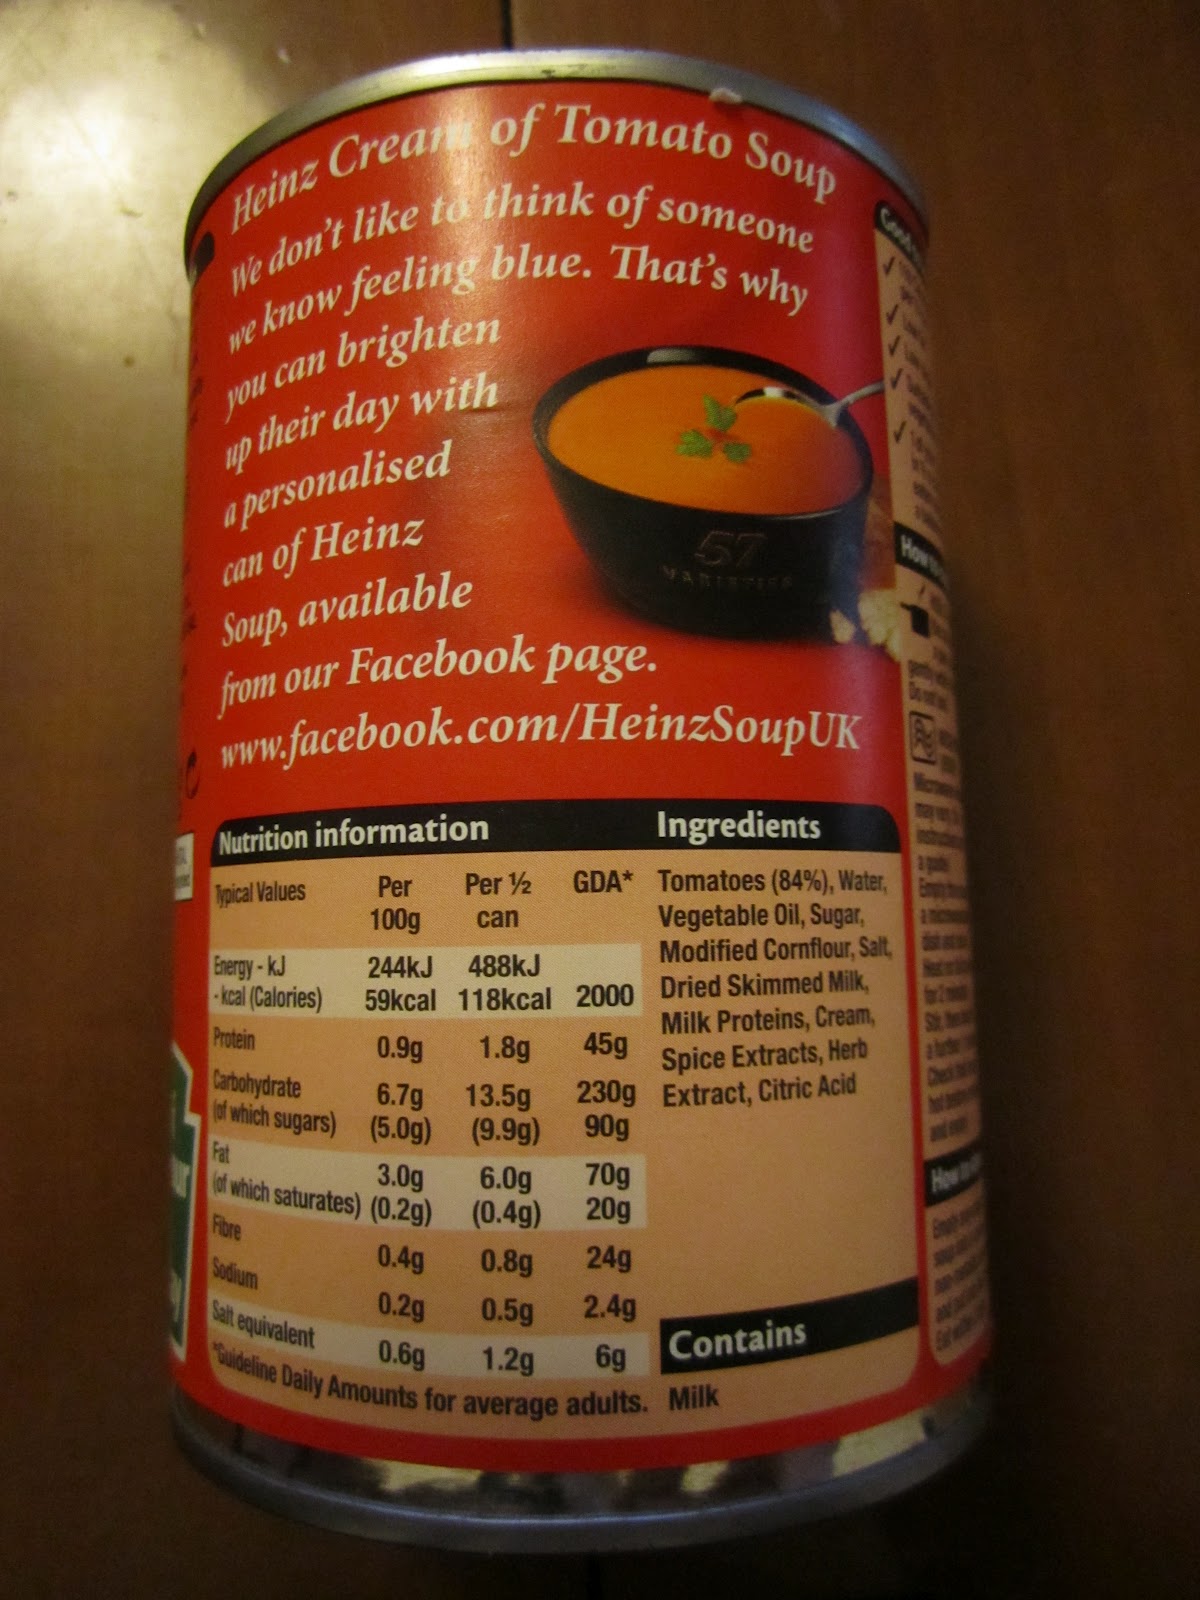 Heinz Cream of Tomato Soup
We don't like to think of someone
we know feeling blue. That's why
you can brighten
up their day with
a personalised
can of Heinz
Soup, available
from our Facebook page.
www.facebook.com/HeinzSoupUK
57
VARIETIES
Nutrition information
Typical Values Per 100g Per ½ can GDA*
Energy - kJ 244kJ 488kJ
- kcal (Calories) 59kcal 118kcal 2000
Protein 0.9g 1.8g 45g
Carbohydrate 6.7g 13.5g 230g
(of which sugars) (5.0g) (9.9g) 90g
Fat 3.0g 6.0g 70g
(of which saturates) (0.2g) (0.4g) 20g
Fibre 0.4g 0.8g 24g
Sodium 0.2g 0.5g 2.4g
Salt equivalent 0.6g 1.2g 6g
*Guideline Daily Amounts for average adults.
Ingredients
Tomatoes (84%), Water,
Vegetable Oil, Sugar,
Modified Cornflour, Salt,
Dried Skimmed Milk,
Milk Proteins, Cream,
Spice Extracts, Herb
Extract, Citric Acid
Contains
Milk
Good
How
a guide
and